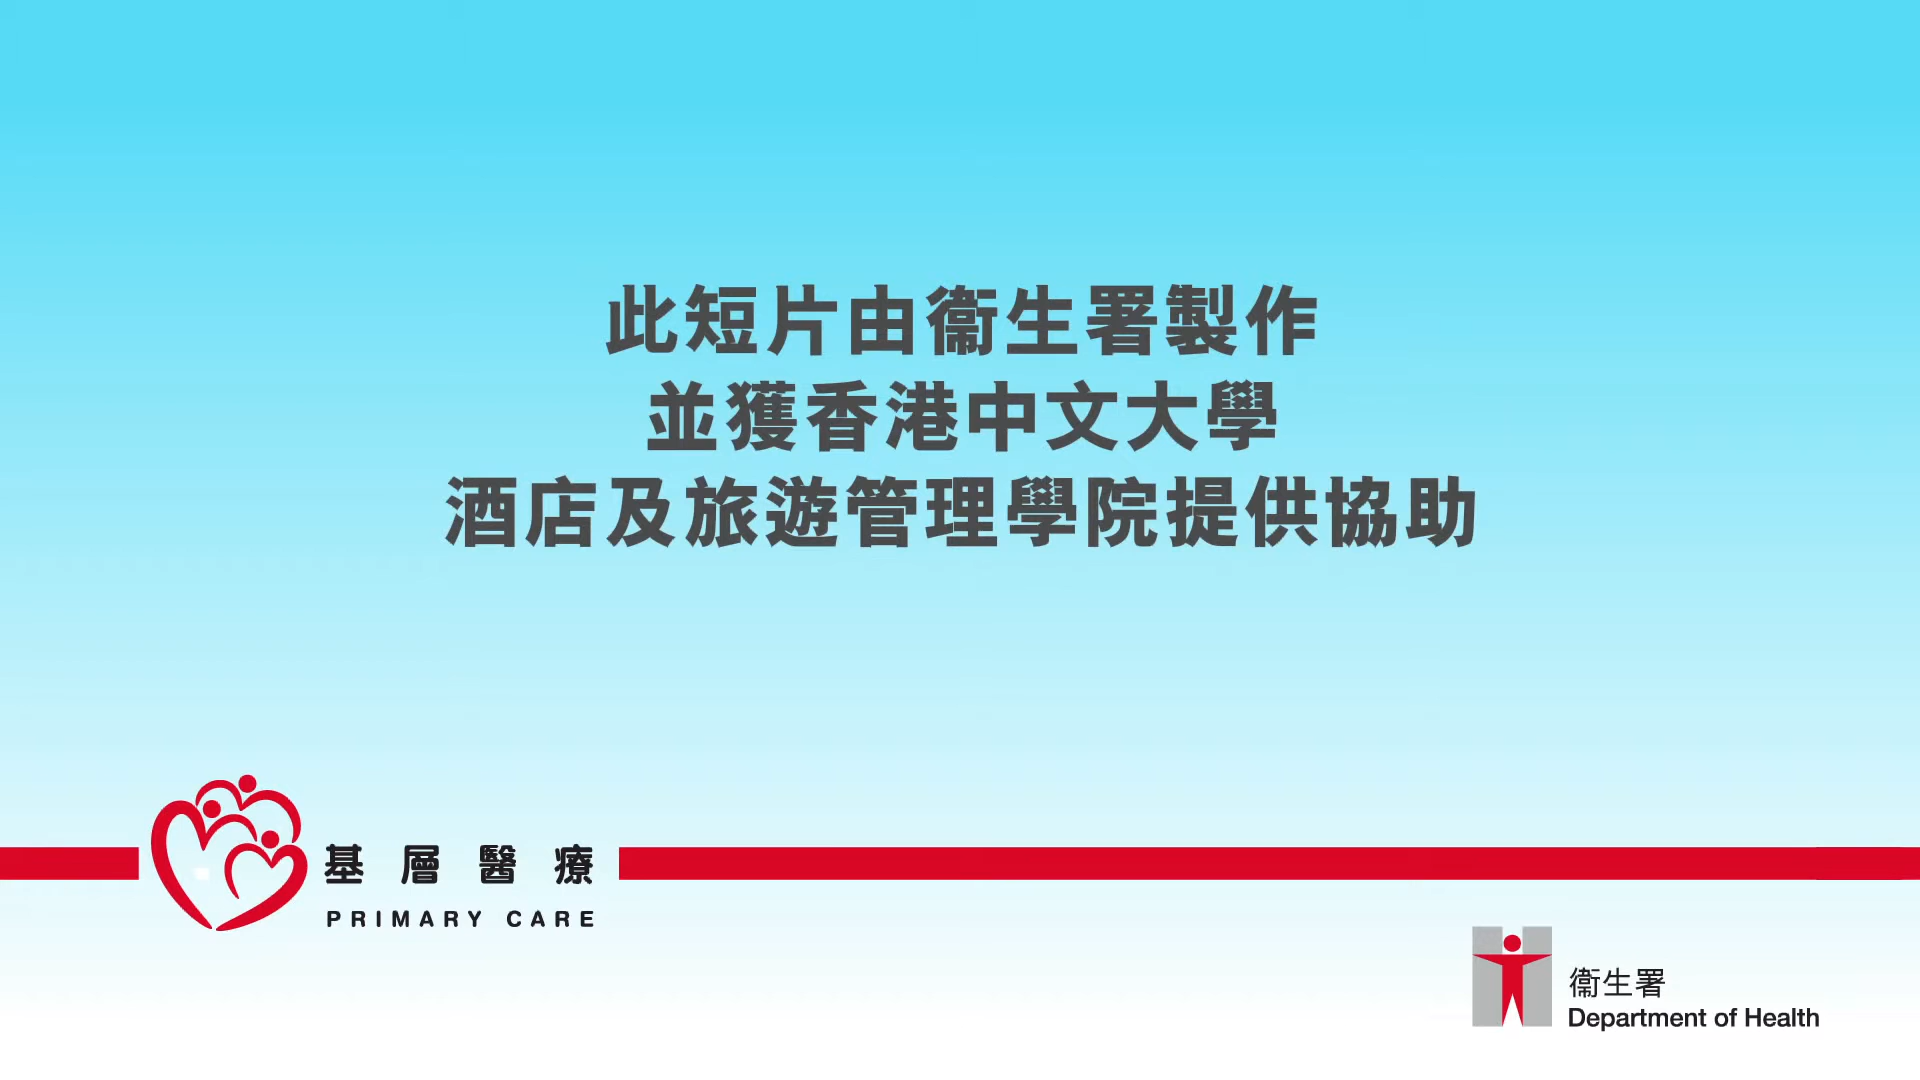 此短片由衞生署製作
並獲香港中文大學
酒店及旅遊管理學院提供協助
基層醫療
PRIMARY CARE
衞生署
Department of Health